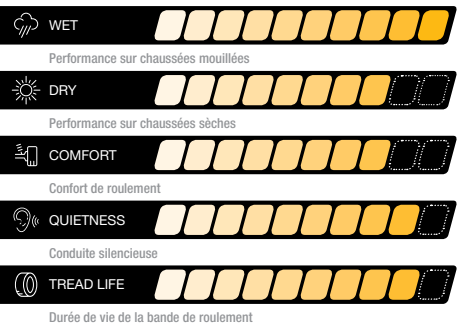 WET
Performance sur chaussées mouillées
DRY
Performance sur chaussées sèches
COMFORT
Confort de roulement
QUIETNESS
Conduite silencieuse
TREAD LIFE
Durée de vie de la bande de roulement